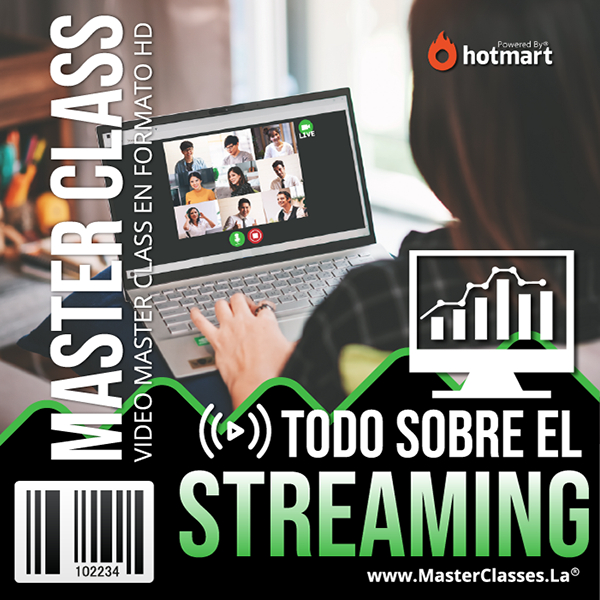 MASTER CLASS
VIDEO MASTER CLASS EN FORMATO HD
Powered By®
hotmart
LIVE
TODO SOBRE EL
STREAMING
102234
www.MasterClasses.La®